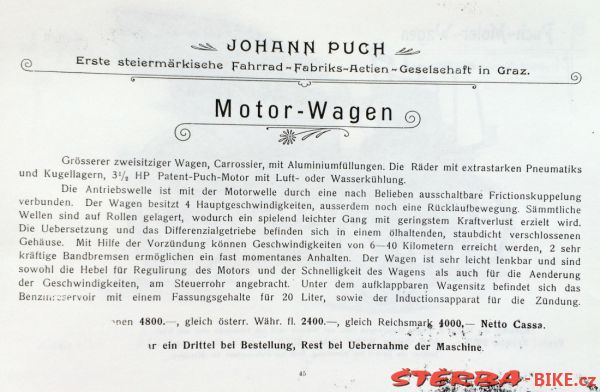 JOHANN PUCH
Erste steiermärkische Fahrrad-Fabriks-Actien-Geselschaft in Graz.
Motor-Wagen
Grösserer zweisitziger Wagen, Carrossier, mit Aluminiumfüllungen. Die Räder mit extrastarken Pneumatiks
und Kugellagern, 3½ HP Patent-Puch-Motor mit Luft- oder Wasserkühlung.
Die Antriebswelle ist mit der Motorwelle durch eine nach Belieben ausschaltbare Frictionskuppelung
verbunden. Der Wagen besitzt 4 Hauptgeschwindigkeiten, ausserdem noch eine Rücklaufbewegung. Sämmtliche
Wellen sind auf Rollen gelagert, wodurch ein spielend leichter Gang mit geringstem Kraftverlust erzielt wird.
Die Uebersetzung und das Differenzialgetriebe befinden sich in einem ölhaltenden, staubdicht verschlossenen
Gehäuse. Mit Hilfe der Vorzündung können Geschwindigkeiten von 6—40 Kilometern erreicht werden, 2 sehr
kräftige Bandbremsen ermöglichen ein fast momentanes Anhalten. Der Wagen ist sehr leicht lenkbar und sind
sowohl die Hebel für Regulirung des Motors und der Schnelligkeit des Wagens als auch für die Aenderung
der Geschwindigkeiten, am Steuerrohr angebracht. Unter dem aufklappbaren Wagensitz befindet sich das
Benzinreservoir mit einem Fassungsgehalte für 20 Liter, sowie der Inductionsapparat für die Zündung.
4800.—, gleich österr. Währ. fl. 2400.—, gleich Reichsmark 4000,— Netto Cassa.
ein Drittel bei Bestellung, Rest bei Uebernahme der Maschine.
45
STERBA-BIKE.cz